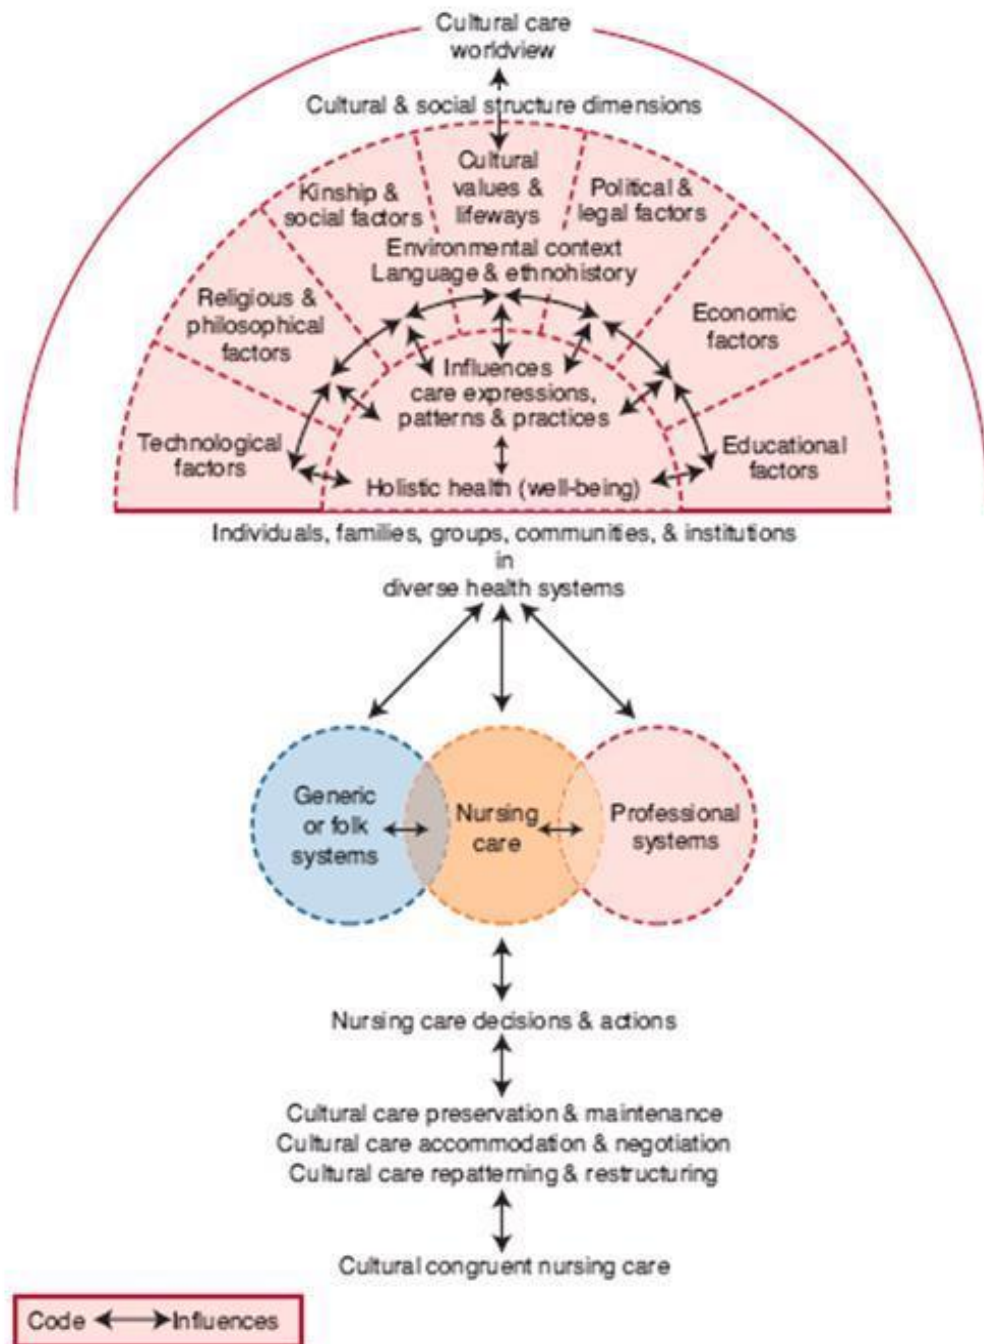 Cultural care
worldview
Cultural & social structure dimensions
Cultural
values &
lifeways
Kinship &
social factors
Political &
legal factors
Environmental context
Language & ethnohistory
Religious &
philosophical
factors
Economic
factors
Influences
care expressions,
patterns & practices
Technological
factors
Educational
factors
Holistic health (well-being)
Individuals, families, groups, communities, & institutions
in
diverse health systems
Generic
or folk
systems
Nursing
care
Professional
systems
Nursing care decisions & actions
Cultural care preservation & maintenance
Cultural care accommodation & negotiation
Cultural care repatterning & restructuring
Cultural congruent nursing care
Code Influences